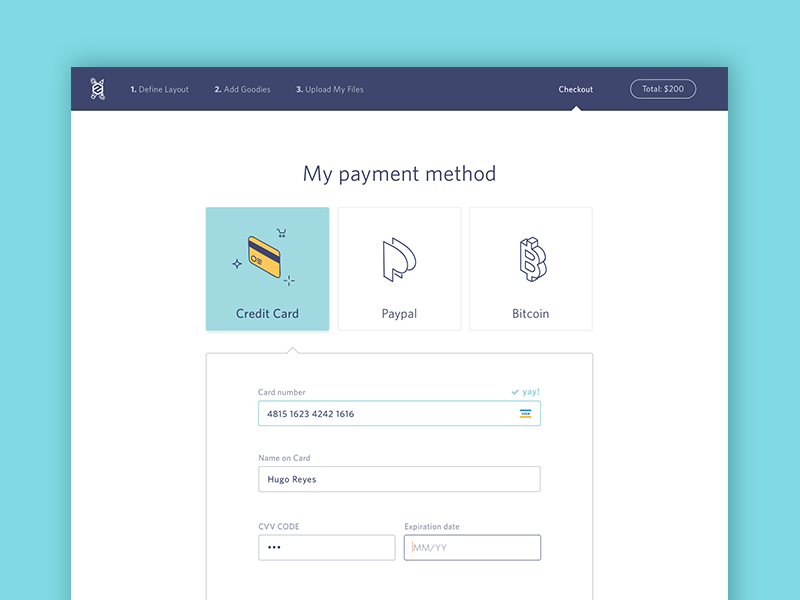 1. Define Layout 2. Add Goodies 3. Upload My Files Checkout Total: $200
My payment method
Credit Card Paypal Bitcoin
Card number yay!
4815 1623 4242 1616 VISA
Name on Card
Hugo Reyes
CVV CODE Expiration date
••• MM/YY